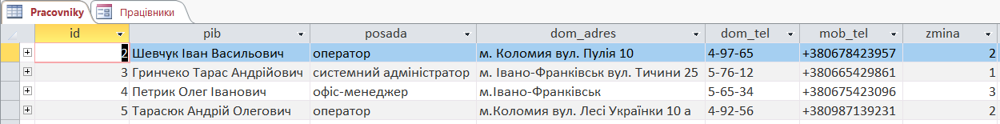 Pracovniky Працівники
id pib posada dom_adres dom_tel mob_tel zmina
2 Шевчук Іван Васильович оператор м. Коломия вул. Пулія 10 4-97-65 +380678423957 2
3 Гринчеко Тарас Андрійович системний адміністратор м. Івано-Франківськ вул. Тичини 25 5-76-12 +380665429861 1
4 Петрик Олег Іванович офіс-менеджер м.Івано-Франківськ 5-65-34 +380675423096 3
5 Тарасюк Андрій Олегович оператор м.Коломия вул. Лесі Українки 10 а 4-92-56 +380987139231 2